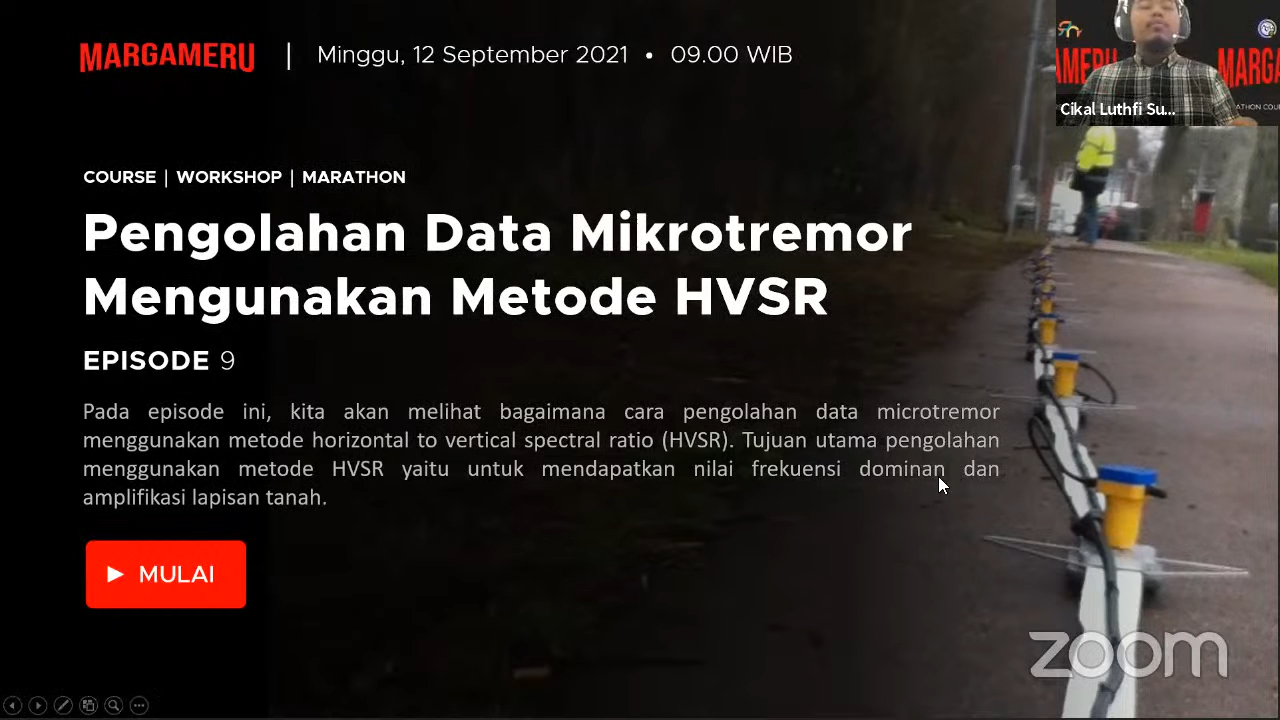 MARGAMERU | Minggu, 12 September 2021 • 09.00 WIB
COURSE | WORKSHOP | MARATHON
Pengolahan Data Mikrotremor
Mengunakan Metode HVSR
EPISODE 9
Pada episode ini, kita akan melihat bagaimana cara pengolahan data microtremor
menggunakan metode horizontal to vertical spectral ratio (HVSR). Tujuan utama pengolahan
menggunakan metode HVSR yaitu untuk mendapatkan nilai frekuensi dominan dan
amplifikasi lapisan tanah.
MULAI
Cikal Luthfi Su...
zoom